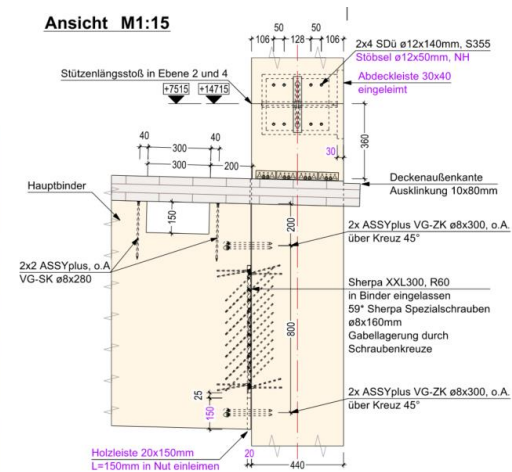 Ansicht M1:15
50 50
106 128 106
2x4 SDü ø12x140mm, S355
Stöbsel ø12x50mm, NH
Abdeckleiste 30x40
eingeleimt
Stützenlängsstoß in Ebene 2 und 4
+7515 +14715
360
30
40 40
300
300 200
Deckenaußenkante
Ausklinkung 10x80mm
Hauptbinder
150
200
2x ASSYplus VG-ZK ø8x300, o.A.
über Kreuz 45°
2x2 ASSYplus, o.A
VG-SK ø8x280
Sherpa XXL300, R60
in Binder eingelassen
59* Sherpa Spezialschrauben
ø8x160mm
Gabellagerung durch
Schraubenkreuze
800
25
150
2x ASSYplus VG-ZK ø8x300, o.A.
über Kreuz 45°
Holzleiste 20x150mm
L=150mm in Nut einleimen
20
440